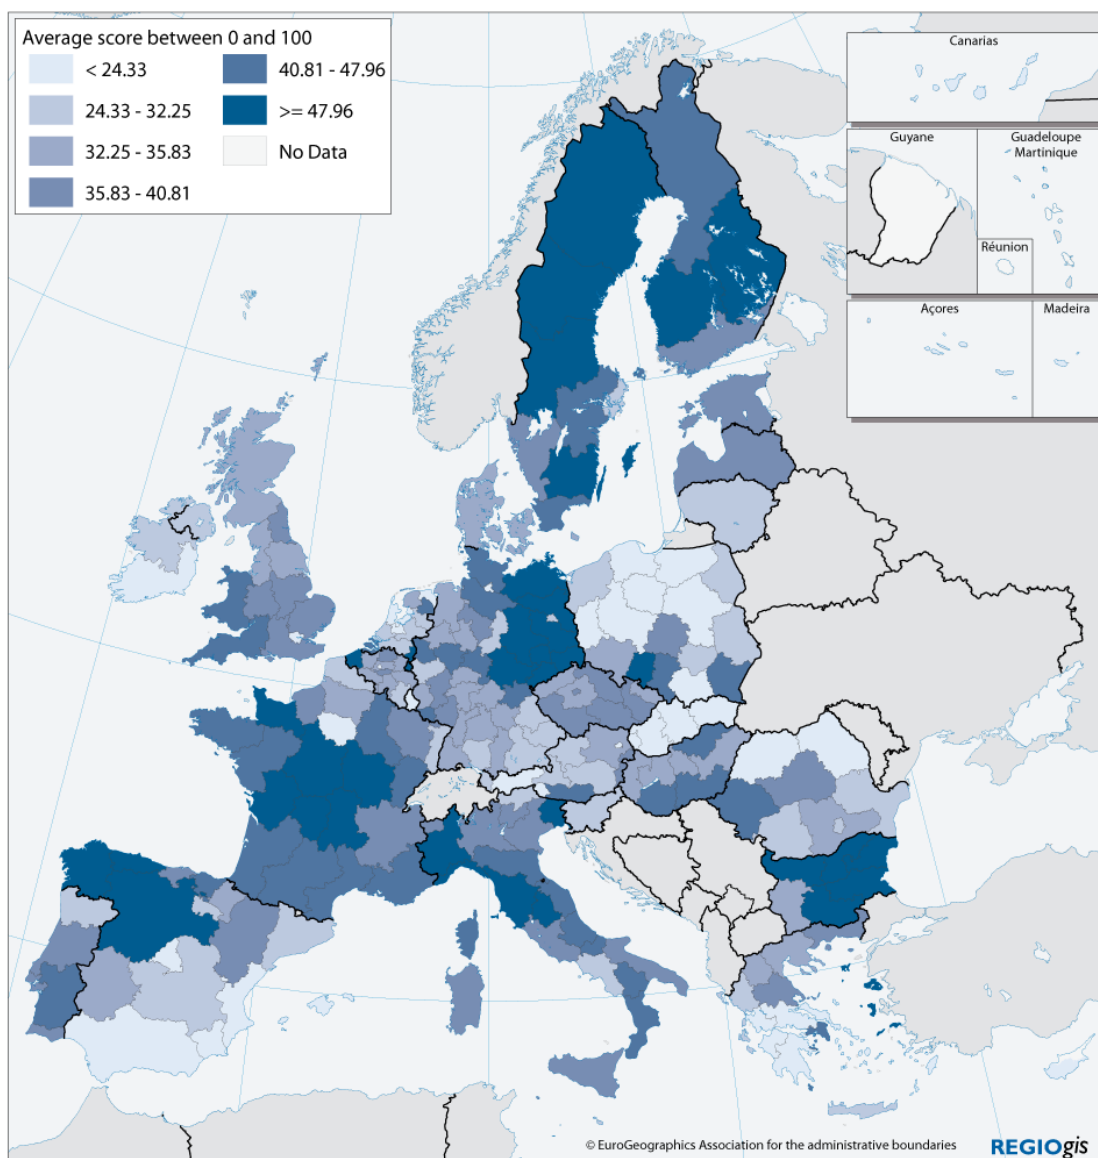 Average score between 0 and 100
< 24.33
24.33 - 32.25
32.25 - 35.83
35.83 - 40.81
40.81 - 47.96
>= 47.96
No Data
Canarias
Guyane
Guadeloupe
Martinique
Réunion
Açores
Madeira
© EuroGeographics Association for the administrative boundaries
REGIOgis